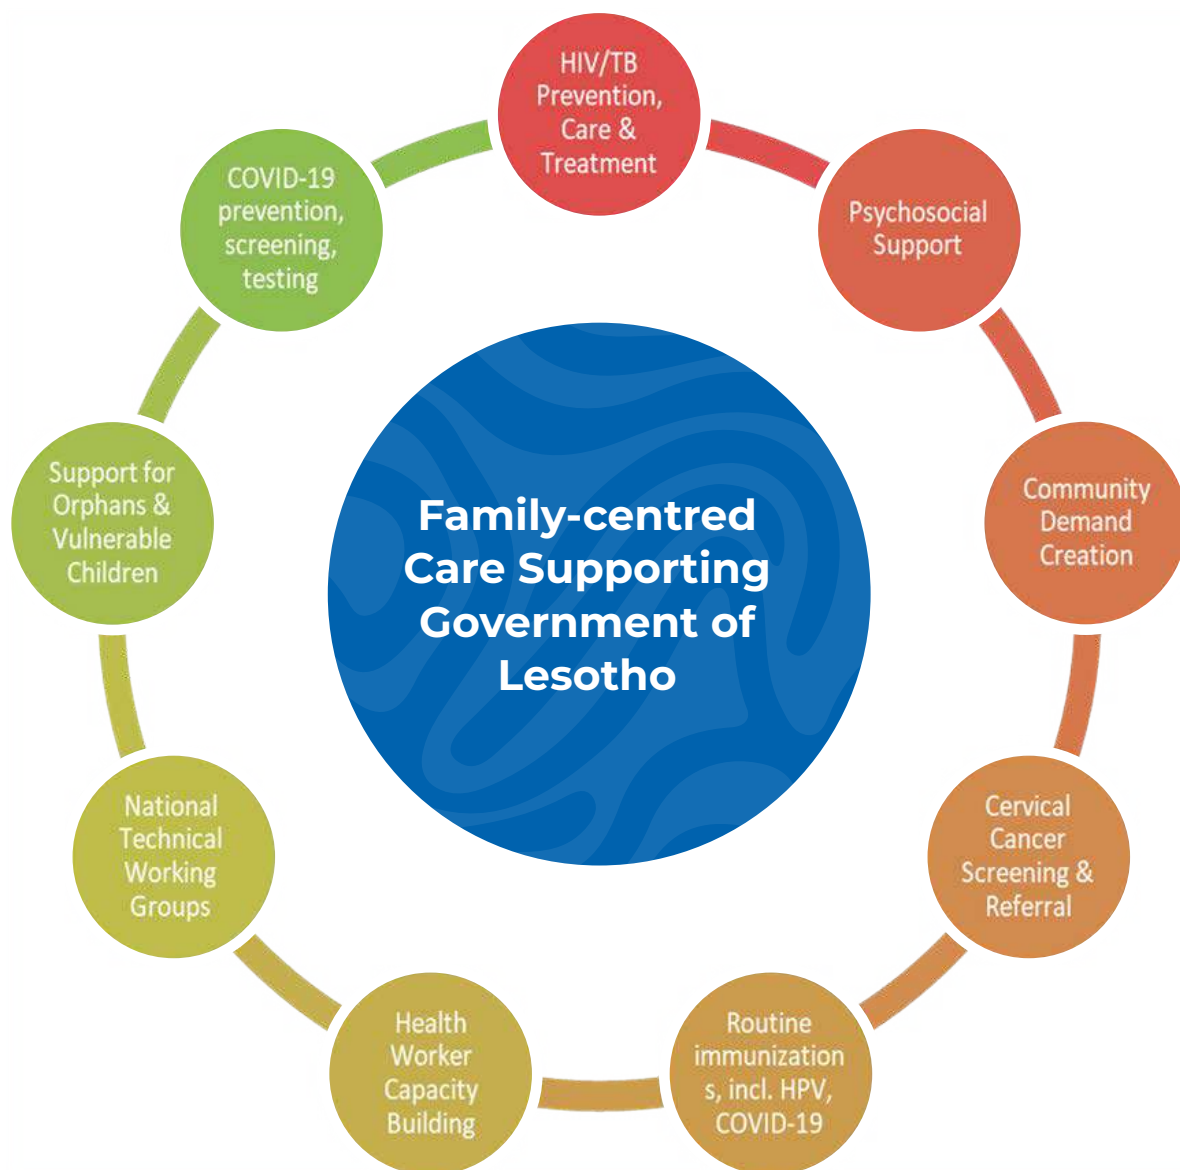 HIV/TB
Prevention,
Care &
Treatment
Psychosocial
Support
Community
Demand
Creation
Cervical
Cancer
Screening &
Referral
Routine
immunization
s, incl. HPV,
COVID-19
Health
Worker
Capacity
Building
National
Technical
Working
Groups
Support for
Orphans &
Vulnerable
Children
COVID-19
prevention,
screening,
testing
Family-centred
Care Supporting
Government of
Lesotho